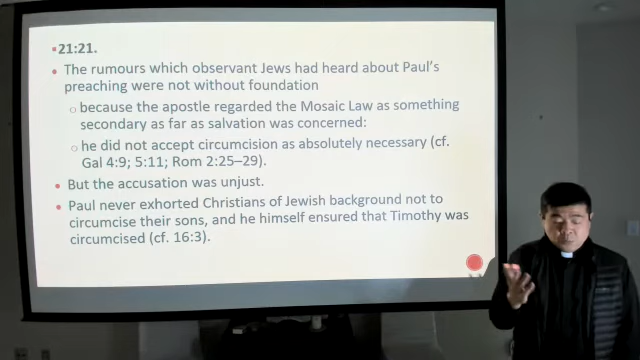 21:21.
The rumours which observant Jews had heard about Paul's
preaching were not without foundation
because the apostle regarded the Mosaic Law as something
secondary as far as salvation was concerned:
he did not accept circumcision as absolutely necessary (cf.
Gal 4:9; 5:11; Rom 2:25–29).
But the accusation was unjust.
Paul never exhorted Christians of Jewish background not to
circumcise their sons, and he himself ensured that Timothy was
circumcised (cf. 16:3).